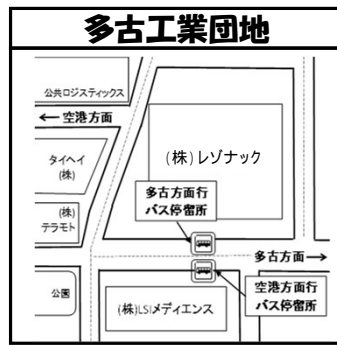 多古工業団地
公共ロジスティックス
←空港方面
タイヘイ
(株)
(株)レゾナック
多古方面行
バス停留所
(株)
テラモト
多古方面→
空港方面行
バス停留所
公園
(株)LSIメディエンス